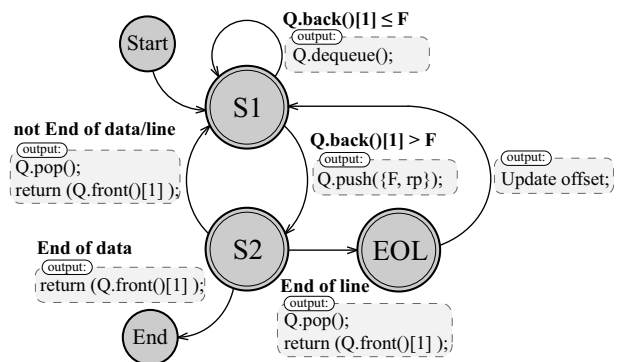 Start
Q.back()[1] ≤ F
output:
Q.dequeue();
S1
not End of data/line
output:
Q.pop();
return (Q.front()[1] );
Q.back()[1] > F
output:
Q.push({F, rp});
output:
Update offset;
S2
EOL
End of data
output:
return (Q.front()[1] );
End of line
output:
Q.pop();
return (Q.front()[1] );
End